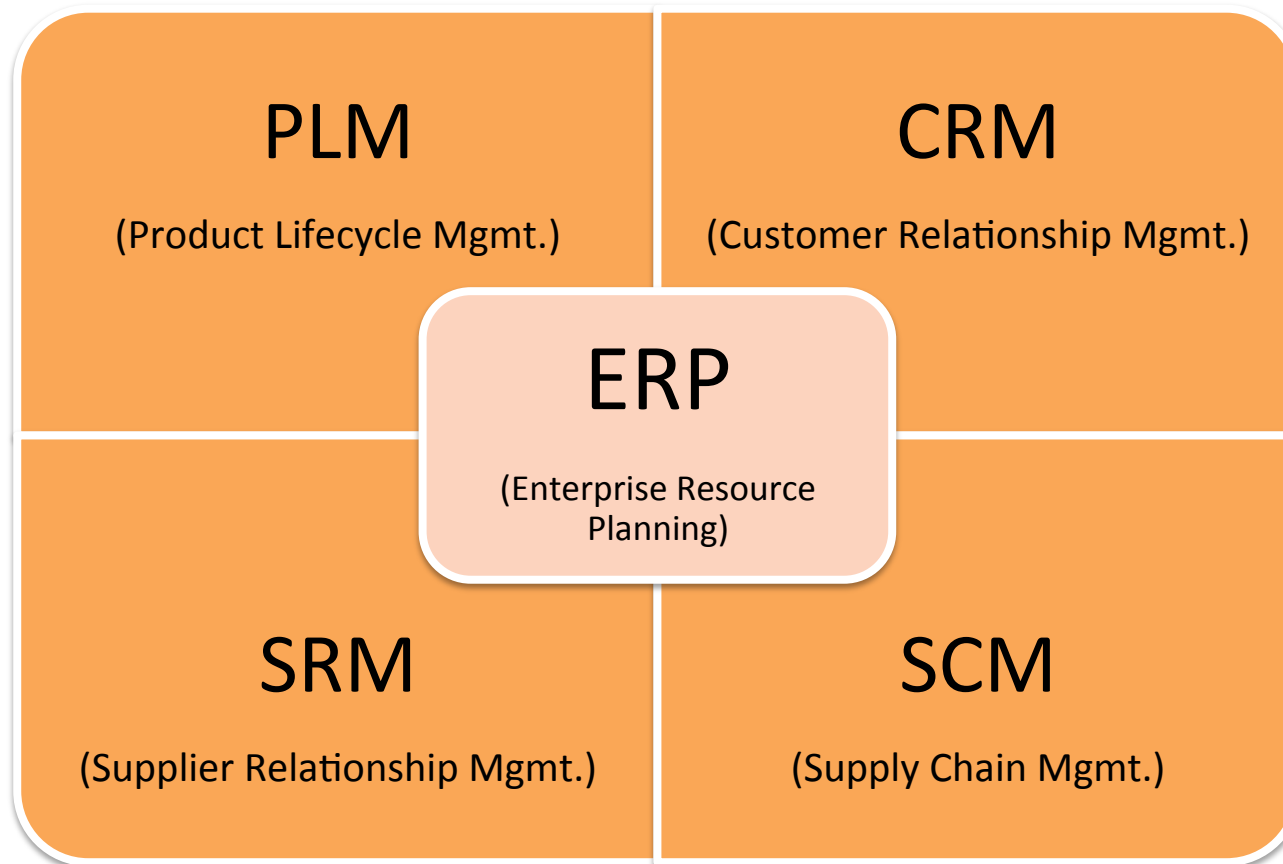 PLM
(Product Lifecycle Mgmt.)
CRM
(Customer Relationship Mgmt.)
ERP
(Enterprise Resource
Planning)
SRM
(Supplier Relationship Mgmt.)
SCM
(Supply Chain Mgmt.)